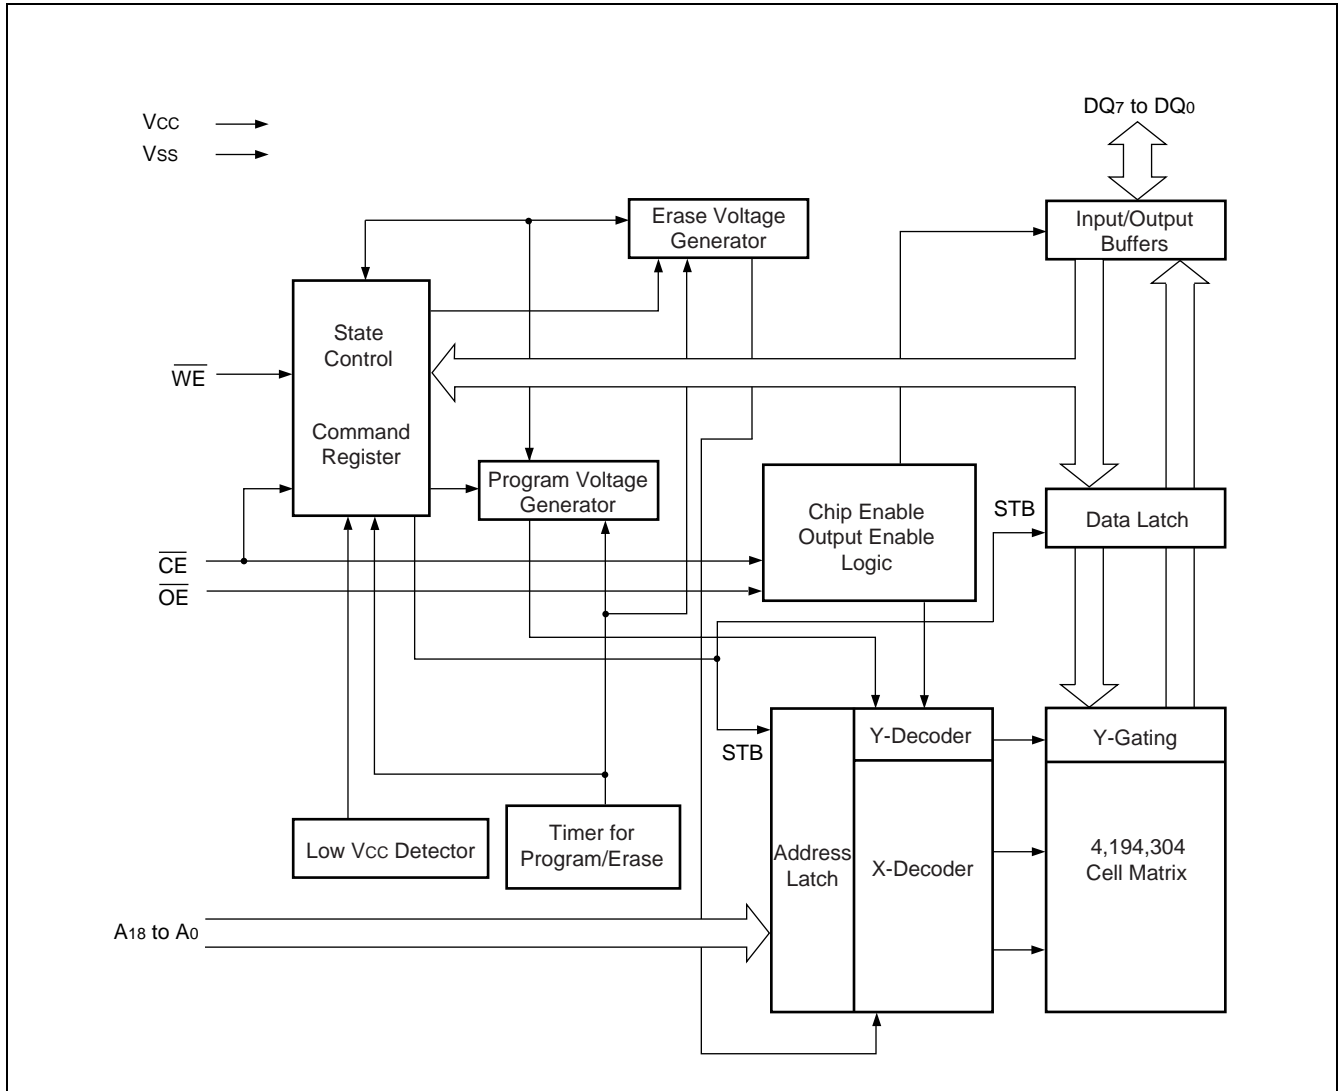 VCC
VSS
DQ7 to DQ0
Erase Voltage
Generator
Input/Output
Buffers
State
Control
WE
Command
Register
Program Voltage
Generator
Chip Enable
Output Enable
Logic
STB
Data Latch
CE
OE
STB
Y-Decoder
Y-Gating
Low VCC Detector
Timer for
Program/Erase
Address
Latch
X-Decoder
4,194,304
Cell Matrix
A18 to A0